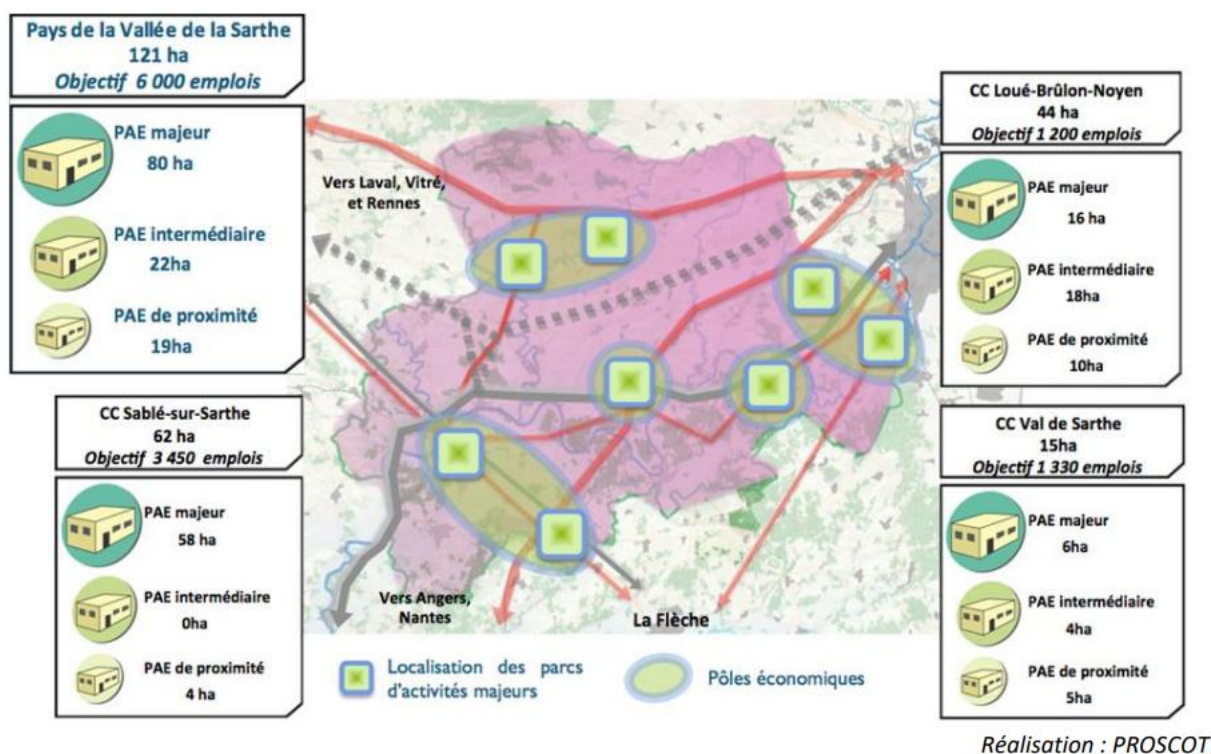 Pays de la Vallée de la Sarthe
121 ha
Objectif 6 000 emplois
PAE majeur
80 ha
PAE intermédiaire
22ha
PAE de proximité
19ha
CC Sablé-sur-Sarthe
62 ha
Objectif 3 450 emplois
PAE majeur
58 ha
PAE intermédiaire
0ha
PAE de proximité
4 ha
Vers Laval, Vitré,
et Rennes
Vers Angers,
Nantes
La Flèche
CC Loué-Brûlon-Noyen
44 ha
Objectif 1 200 emplois
PAE majeur
16 ha
PAE intermédiaire
18ha
PAE de proximité
10ha
CC Val de Sarthe
15ha
Objectif 1 330 emplois
PAE majeur
6ha
PAE intermédiaire
4ha
PAE de proximité
5ha
Localisation des parcs
d'activités majeurs
Pôles économiques
Réalisation : PROSCOT